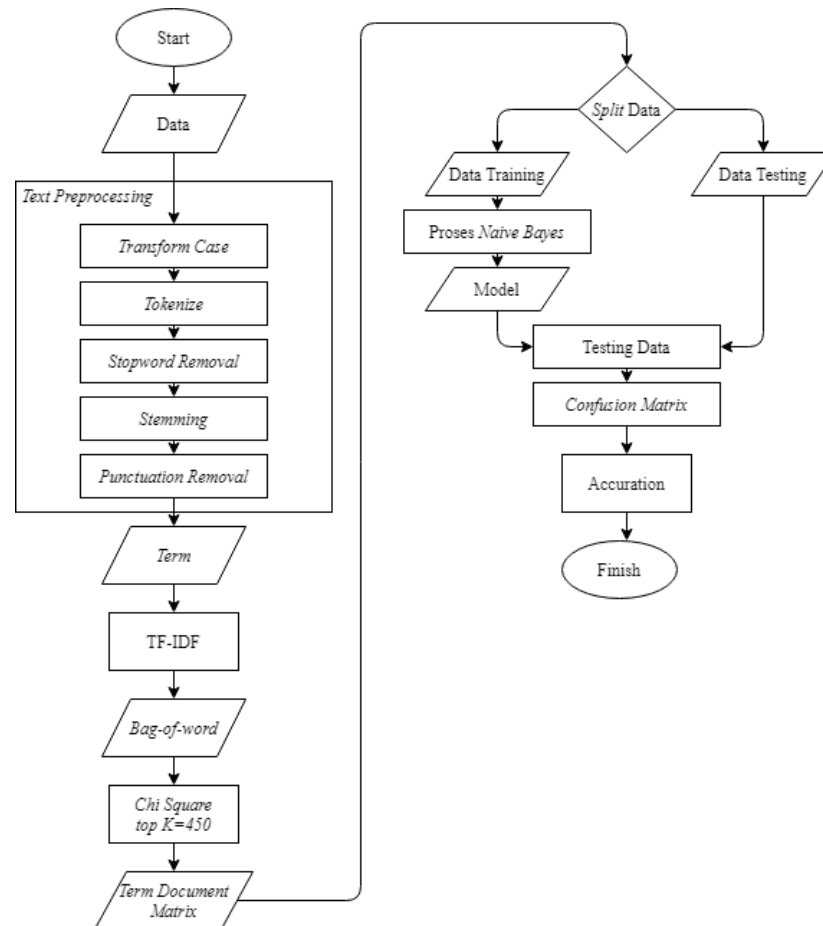 Start
Data
Text Preprocessing
Transform Case
Tokenize
Stopword Removal
Stemming
Punctuation Removal
Term
TF-IDF
Bag-of-word
Chi Square
top K=450
Term Document
Matrix
Split Data
Data Training
Data Testing
Proses Naive Bayes
Model
Testing Data
Confusion Matrix
Accuration
Finish